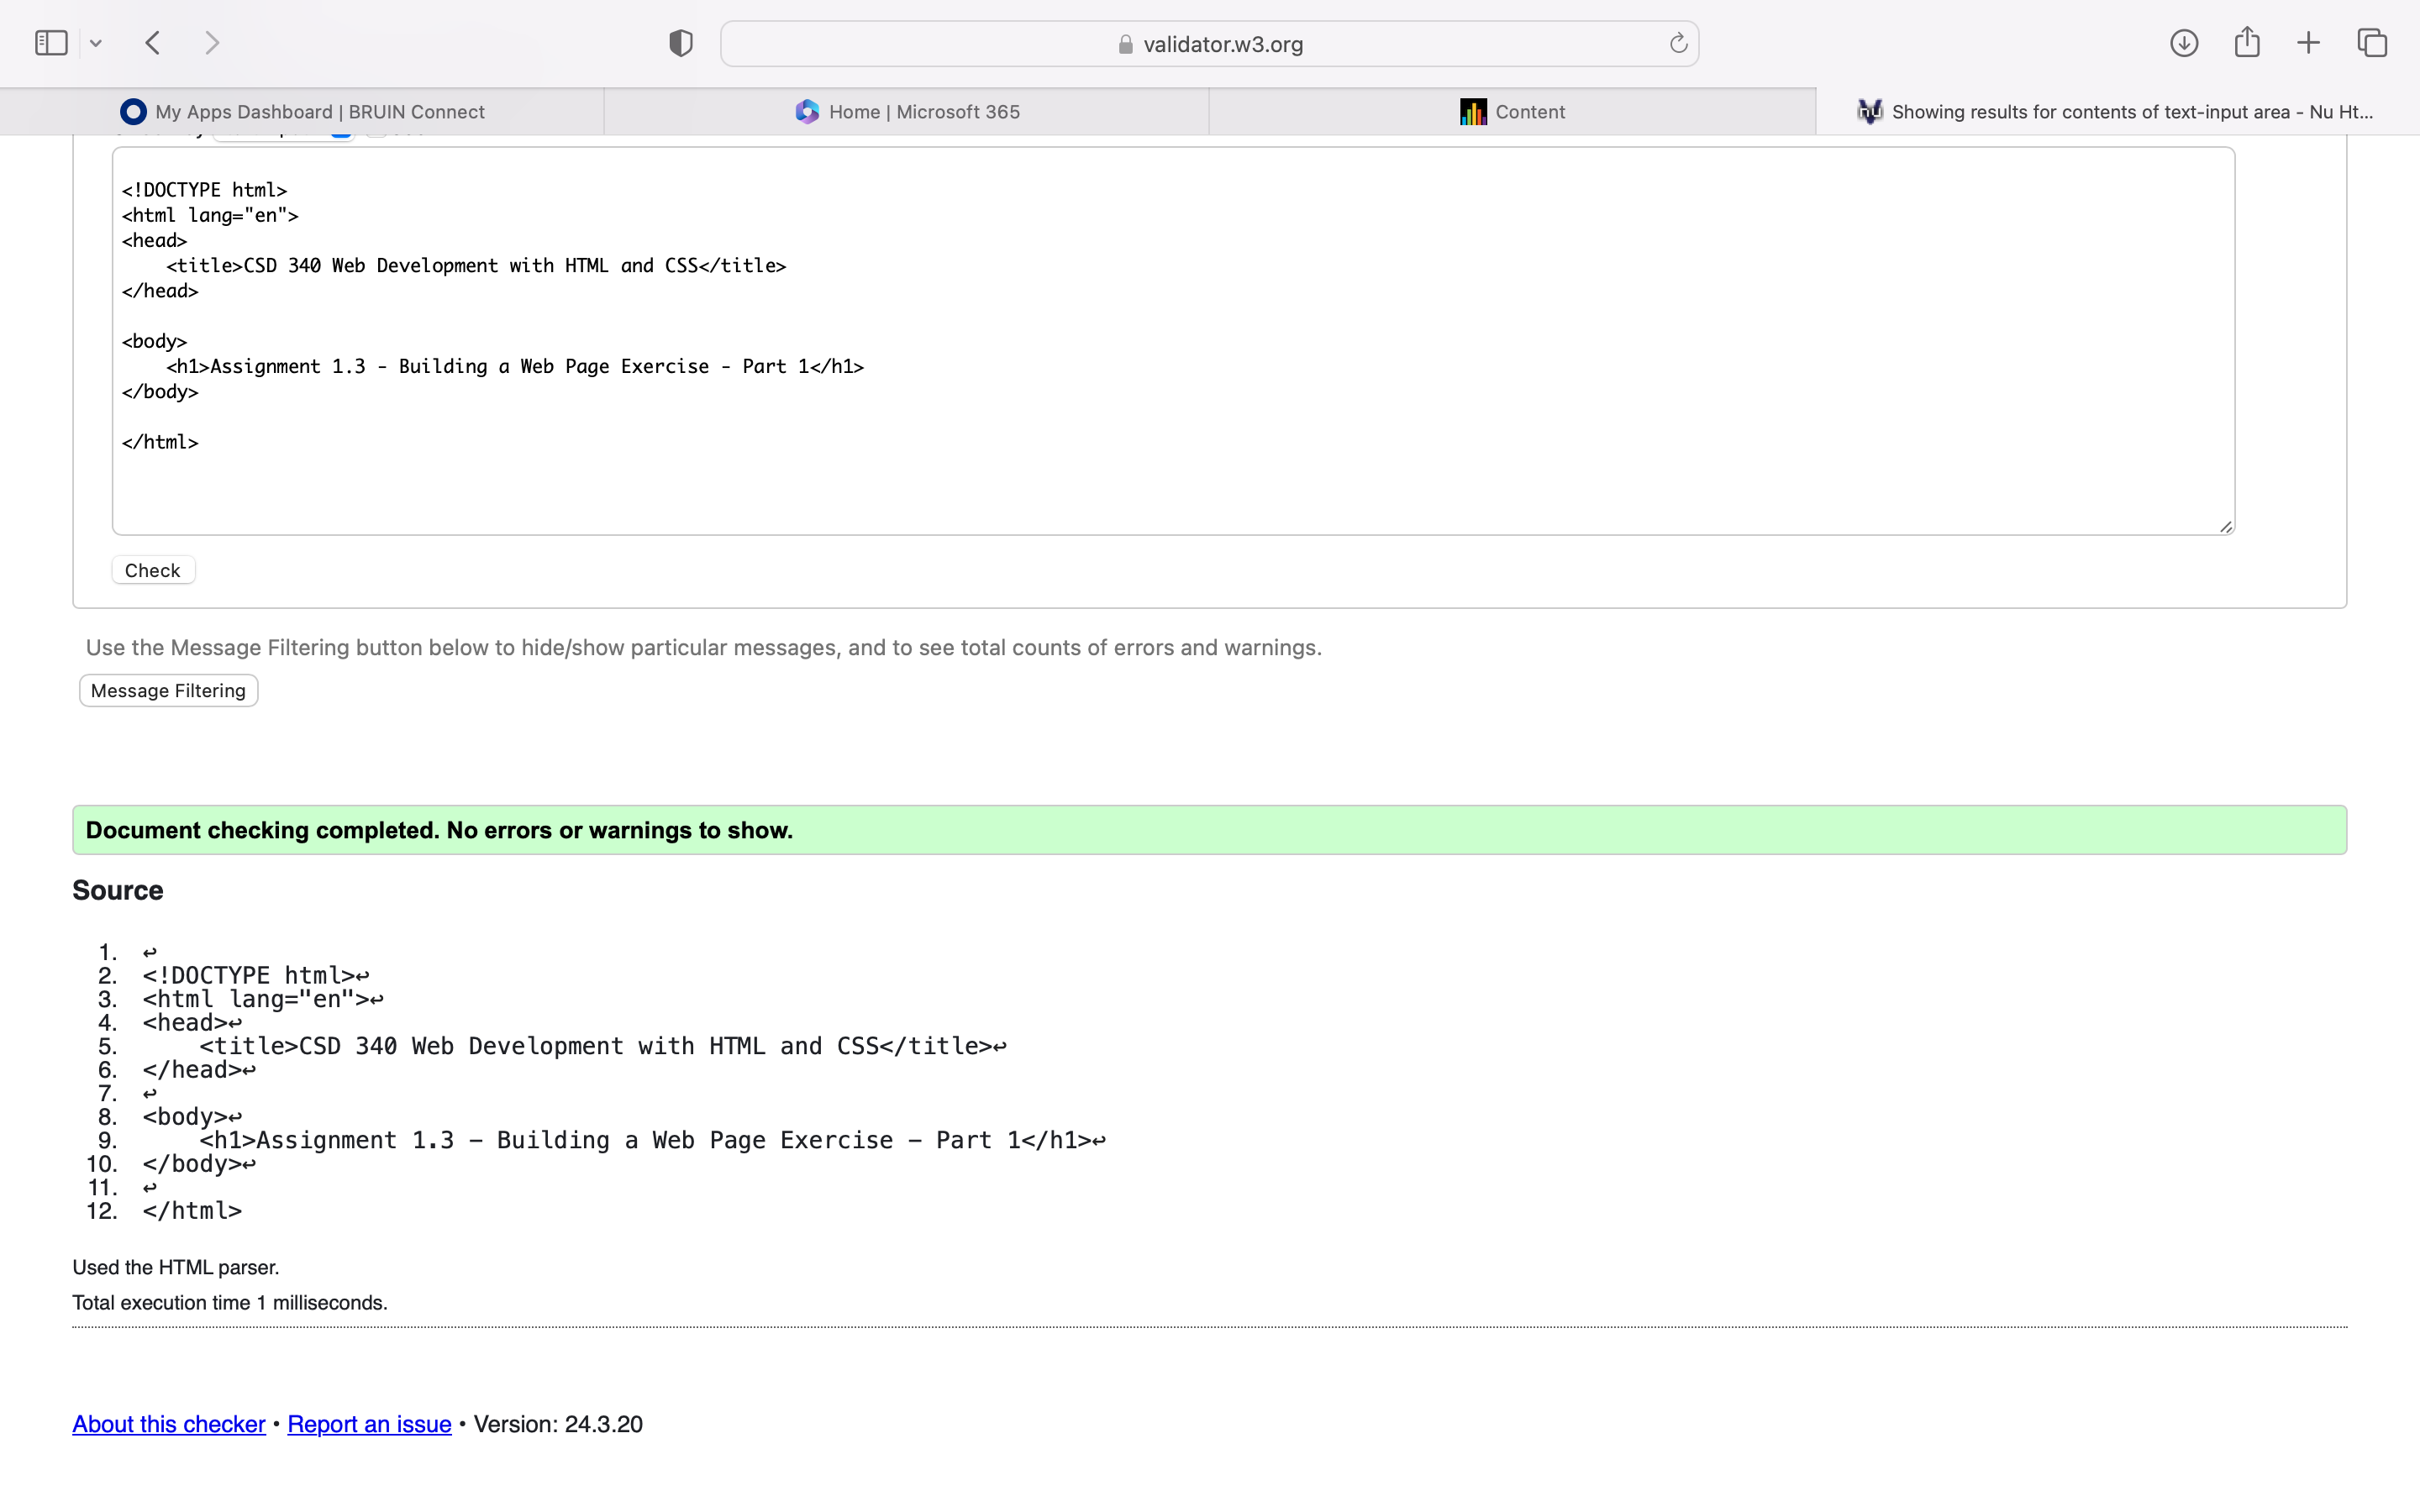 validator.w3.org
My Apps Dashboard | BRUIN Connect
Home | Microsoft 365
Content
Showing results for contents of text-input area - Nu Ht...
<!DOCTYPE html>
<html lang="en">
<head>
    <title>CSD 340 Web Development with HTML and CSS</title>
</head>
<body>
    <h1>Assignment 1.3 - Building a Web Page Exercise - Part 1</h1>
</body>
</html>
Check
Use the Message Filtering button below to hide/show particular messages, and to see total counts of errors and warnings.
Message Filtering
Document checking completed. No errors or warnings to show.
Source
1. ↩
2. <!DOCTYPE html>↩
3. <html lang="en">↩
4. <head>↩
5.     <title>CSD 340 Web Development with HTML and CSS</title>↩
6. </head>↩
7. ↩
8. <body>↩
9.     <h1>Assignment 1.3 - Building a Web Page Exercise - Part 1</h1>↩
10. </body>↩
11. ↩
12. </html>
Used the HTML parser.
Total execution time 1 milliseconds.
About this checker • Report an issue • Version: 24.3.20